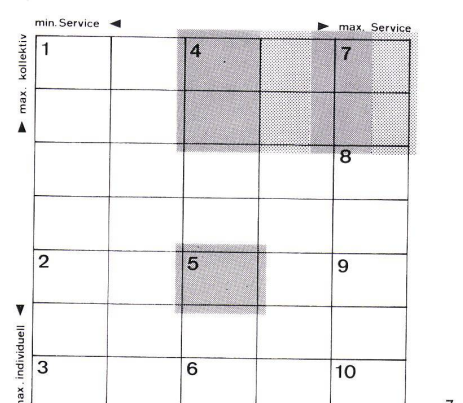 min. Service ◄ ► max. Service
► max. kollektiv
1 4 7
8
2 5 9
max. individuell ◄
3 6 10
7